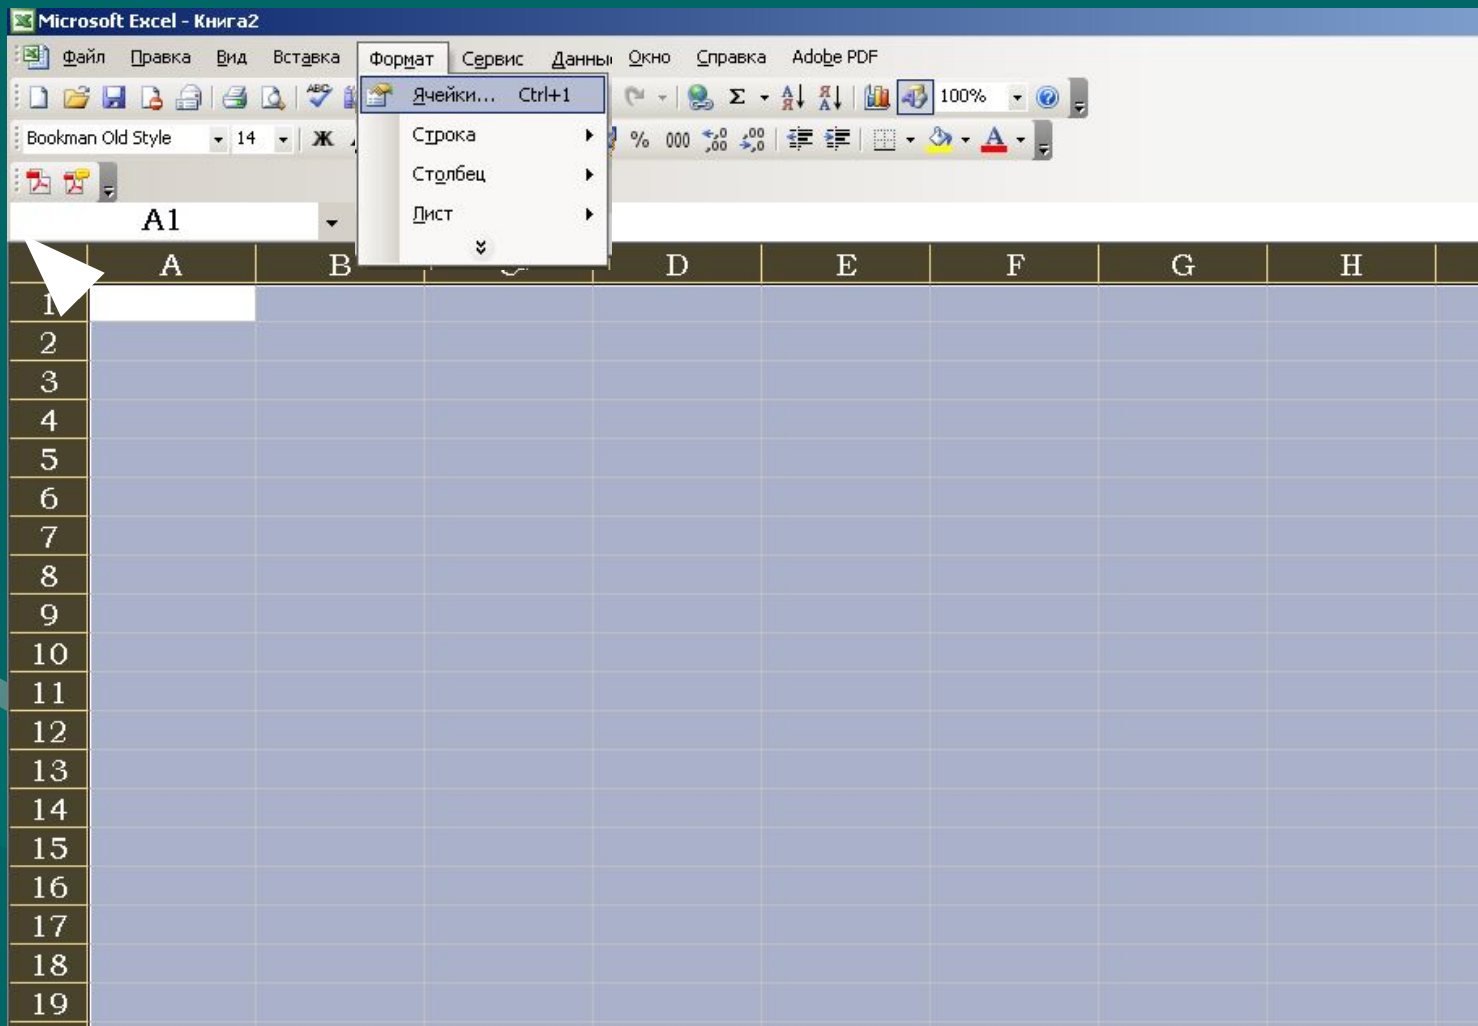 Microsoft Excel - Книга2
Файл Правка Вид Вставка Формат Сервис Данны Окно Справка Adobe PDF
Ячейки... Ctrl+1
100%
Bookman Old Style 14 Ж % 000
Строка
Столбец
Лист
A1
A B D E F G H
1
2
3
4
5
6
7
8
9
10
11
12
13
14
15
16
17
18
19